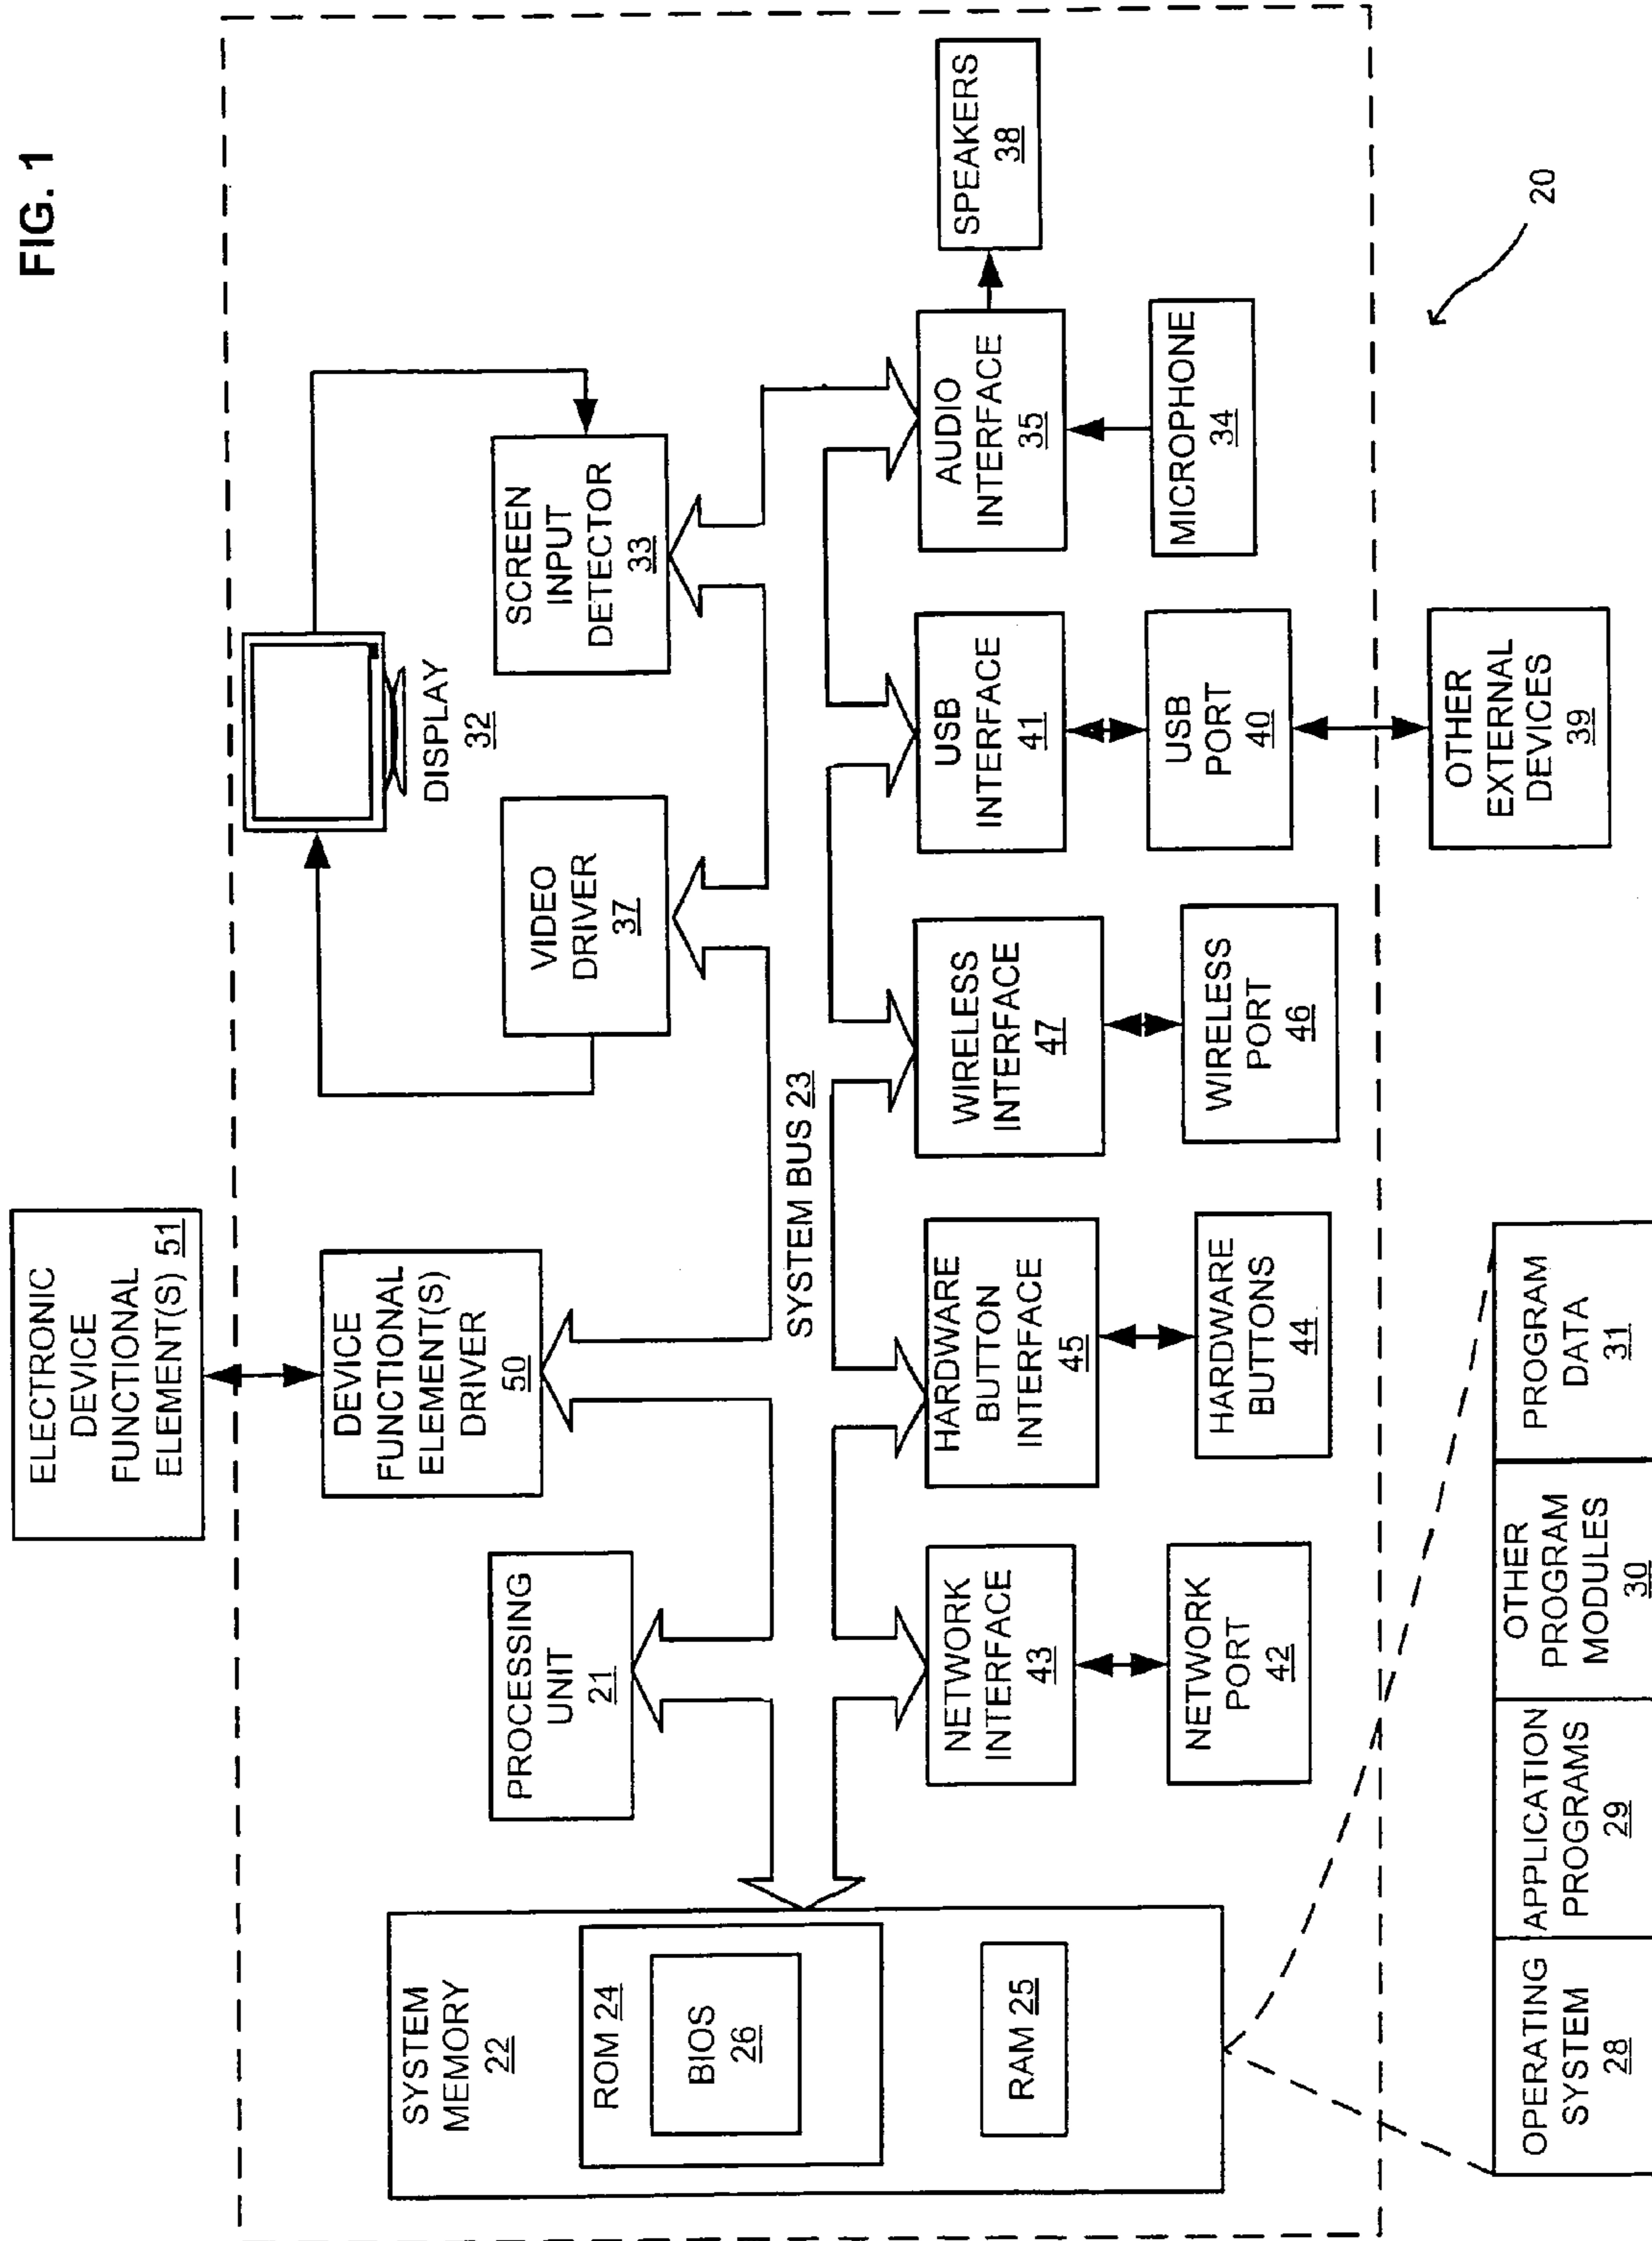 FIG. 1
ELECTRONIC
DEVICE
FUNCTIONAL
ELEMENT(S) 51
DISPLAY
32
DEVICE
FUNCTIONAL
ELEMENT(S)
DRIVER
50
SYSTEM
MEMORY
22
ROM 24
BIOS
26
RAM 25
PROCESSING
UNIT
21
VIDEO
DRIVER
37
SCREEN
INPUT
DETECTOR
33
SYSTEM BUS 23
NETWORK
INTERFACE
43
HARDWARE
BUTTON
INTERFACE
45
WIRELESS
INTERFACE
47
USB
INTERFACE
41
AUDIO
INTERFACE
35
SPEAKERS
38
NETWORK
PORT
42
HARDWARE
BUTTONS
44
WIRELESS
PORT
46
USB
PORT
40
MICROPHONE
34
OPERATING
SYSTEM
28
APPLICATION
PROGRAMS
29
OTHER
PROGRAM
MODULES
30
PROGRAM
DATA
31
OTHER
EXTERNAL
DEVICES
39
20